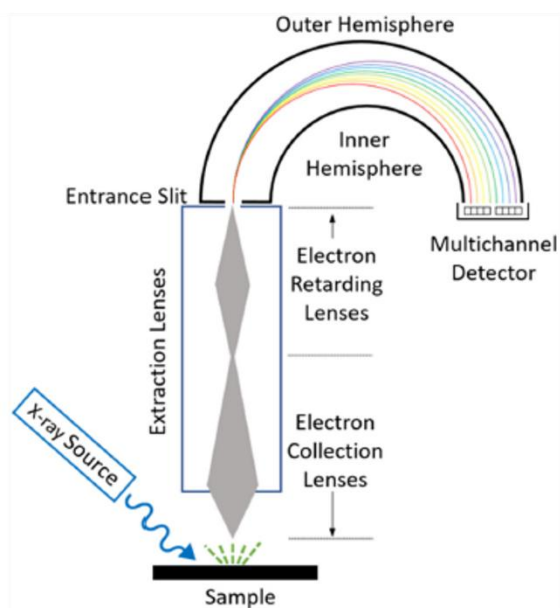 Outer Hemisphere
Inner
Hemisphere
Entrance Slit
Multichannel
Detector
Electron
Retarding
Lenses
Extraction Lenses
X-ray Source
Electron
Collection
Lenses
Sample